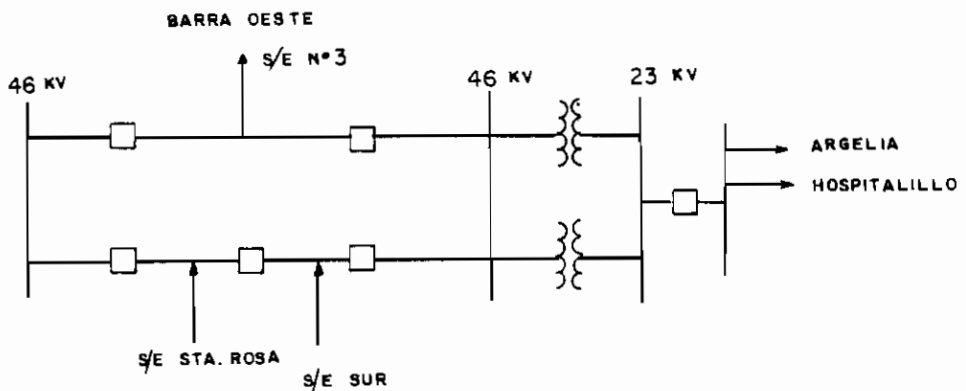 BARRA OESTE
S/E N° 3
46 KV
46 KV
23 KV
ARGELIA
HOSPITALILLO
S/E STA. ROSA
S/E SUR